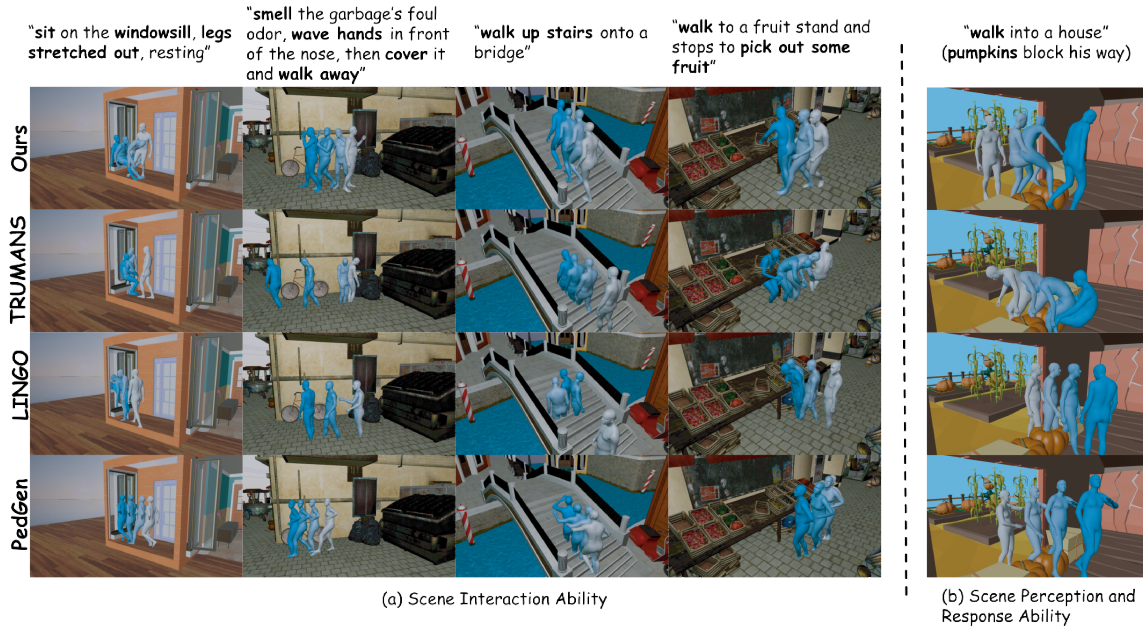 “sit on the windowsill, legs
stretched out, resting”
“smell the garbage’s foul
odor, wave hands in front
of the nose, then cover it
and walk away”
“walk up stairs onto a
bridge”
“walk to a fruit stand and
stops to pick out some
fruit”
“walk into a house”
(pumpkins block his way)
Ours
TRUMANS
LINGO
PedGen
(a) Scene Interaction Ability
(b) Scene Perception and
Response Ability